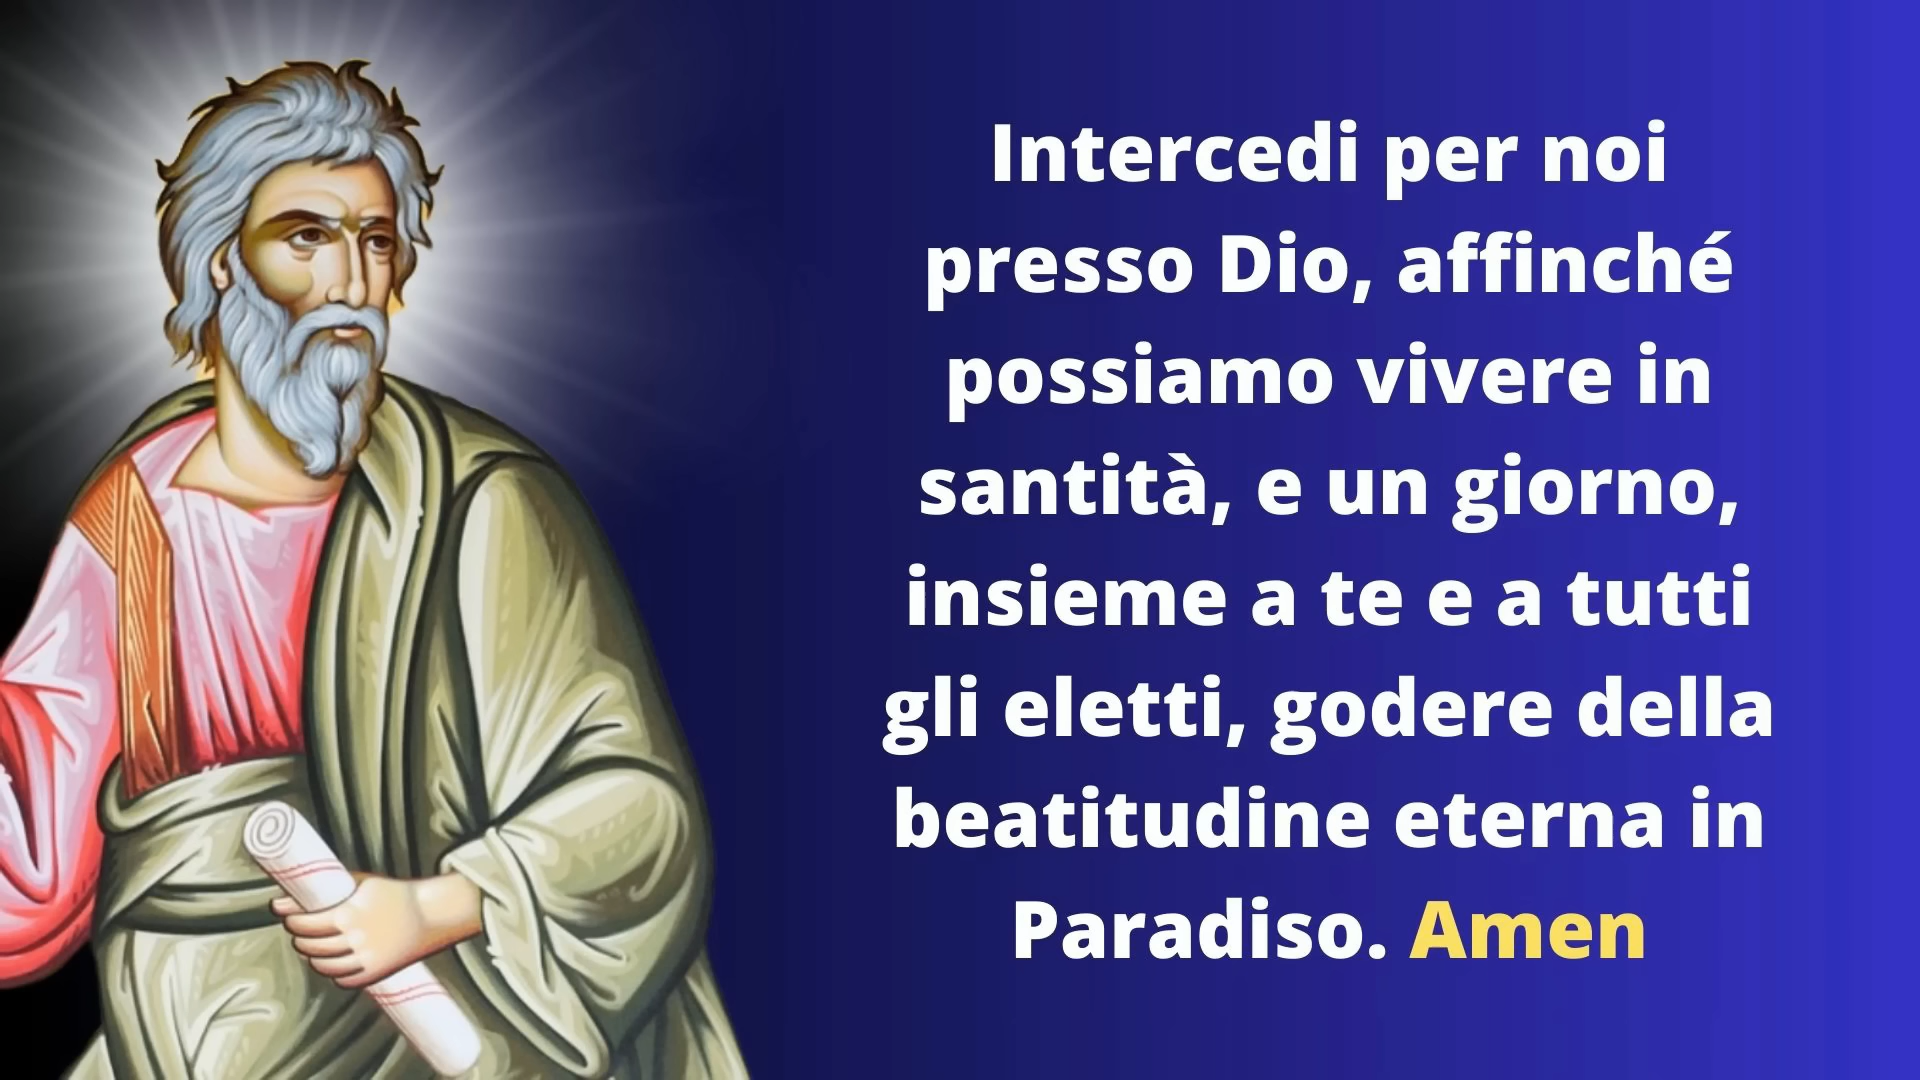 Intercedi per noi
presso Dio, affinché
possiamo vivere in
santità, e un giorno,
insieme a te e a tutti
gli eletti, godere della
beatitudine eterna in
Paradiso. Amen